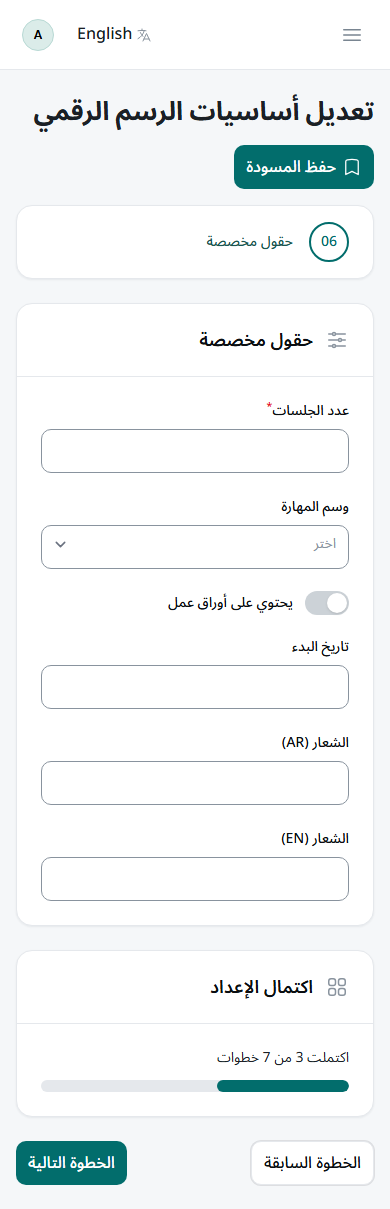 English
A
تعديل أساسيات الرسم الرقمي
حفظ المسودة
06
حقول مخصصة
حقول مخصصة
عدد الجلسات*
وسم المهارة
اختر
يحتوي على أوراق عمل
تاريخ البدء
الشعار (AR)
الشعار (EN)
اكتمال الإعداد
اكتملت 3 من 7 خطوات
الخطوة السابقة
الخطوة التالية